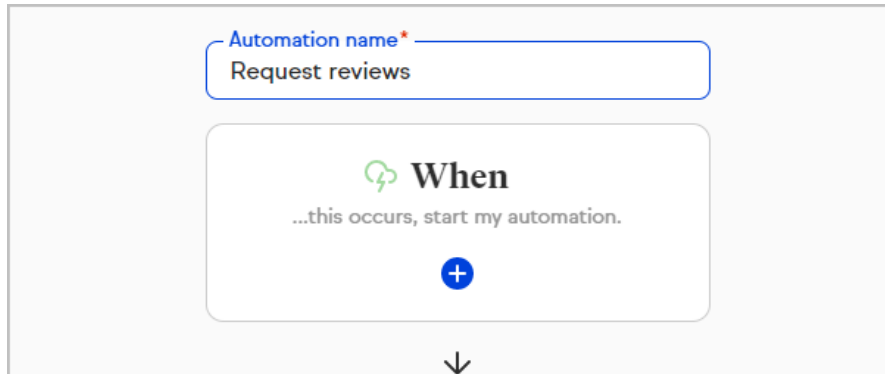 Automation name*
Request reviews
When
...this occurs, start my automation.